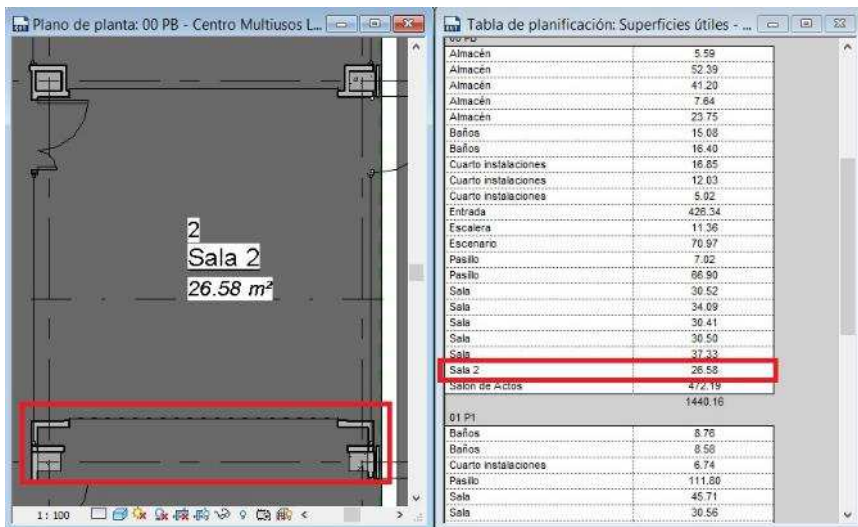 Plano de planta: 00 PB - Centro Multiusos L...
2
Sala 2
26.58 m²
1 : 100
Tabla de planificación: Superficies útiles - ...
00 PB
Almacén 5.59
Almacén 52.39
Almacén 41.20
Almacén 7.64
Almacén 23.75
Baños 15.08
Baños 16.40
Cuarto instalaciones 16.85
Cuarto instalaciones 12.03
Cuarto instalaciones 5.02
Entrada 426.34
Escalera 11.36
Escenario 70.97
Pasillo 7.02
Pasillo 66.90
Sala 30.52
Sala 34.09
Sala 30.41
Sala 30.50
Sala 37.33
Sala 2 26.58
Salon de Actos 472.19
1440.16
01 P1
Baños 8.76
Baños 8.58
Cuarto instalaciones 6.74
Pasillo 111.80
Sala 45.71
Sala 30.56